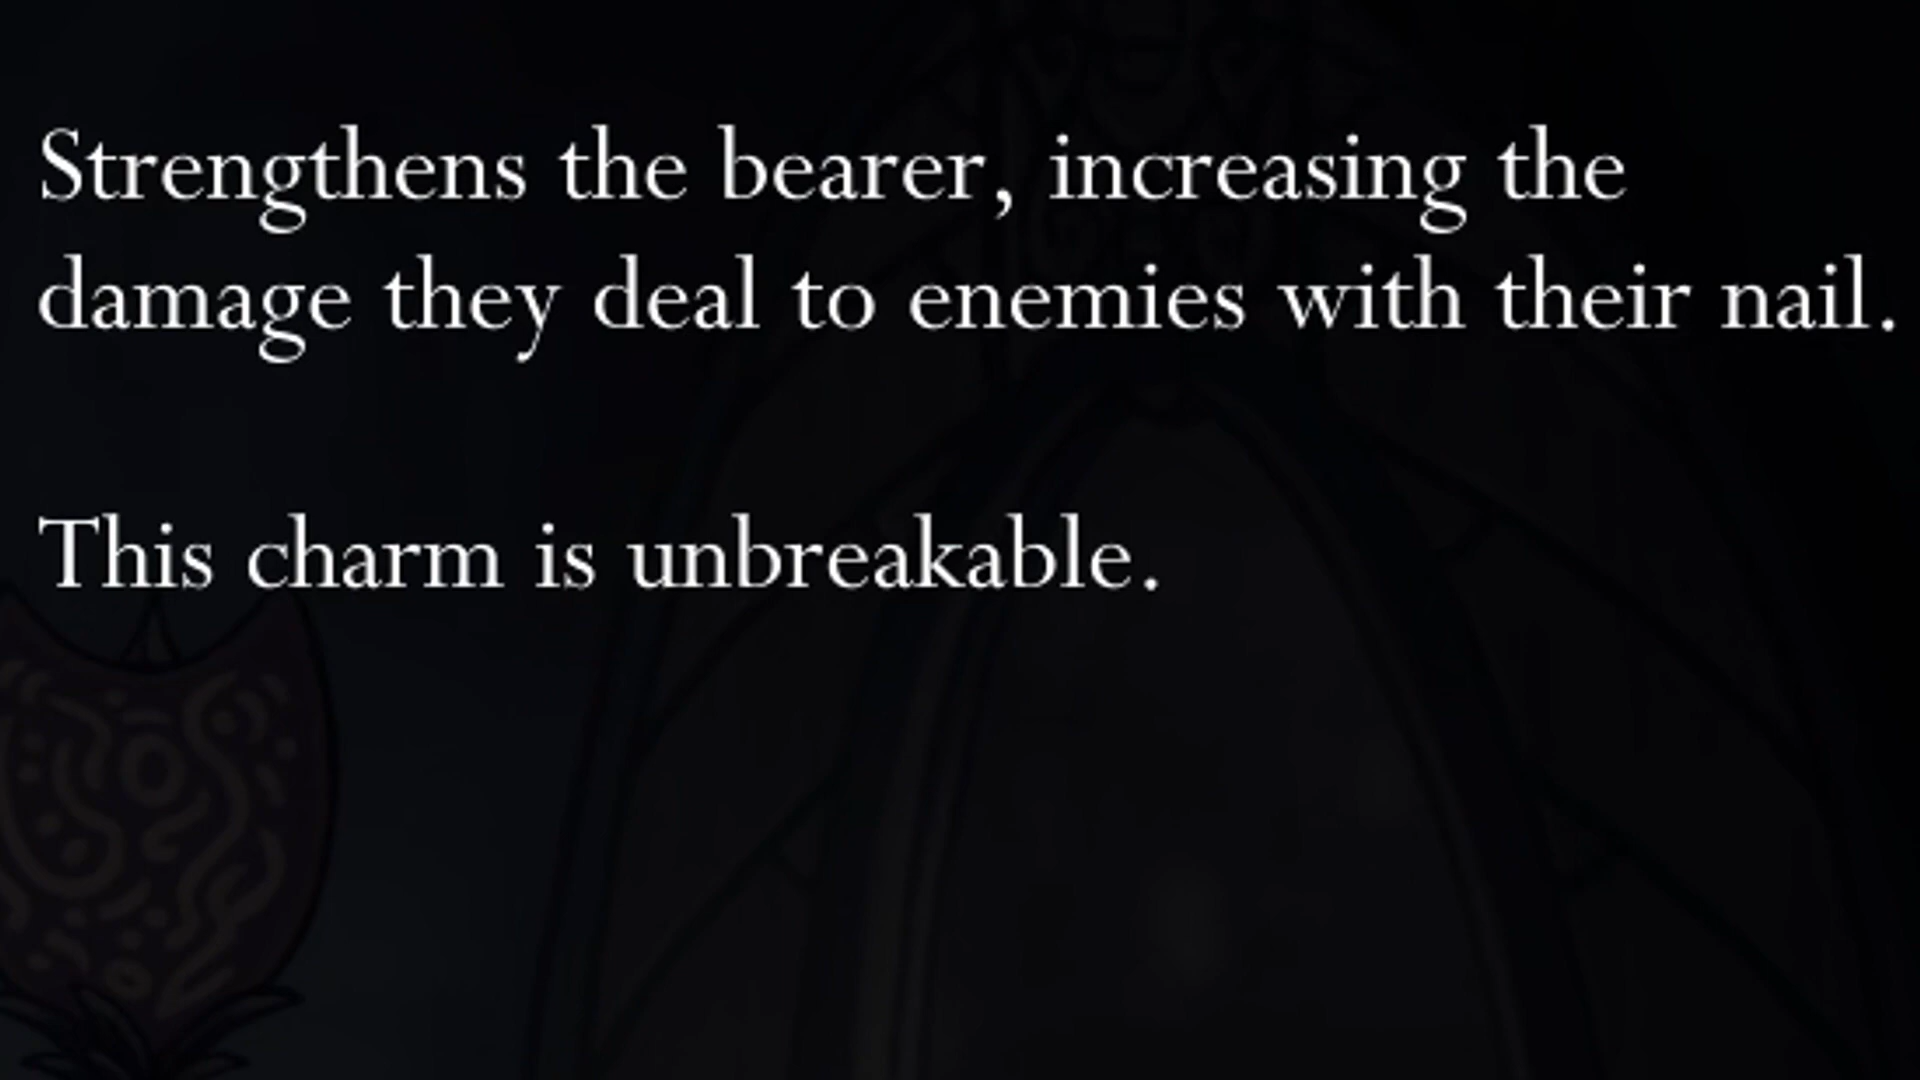 Strengthens the bearer, increasing the
damage they deal to enemies with their nail.
This charm is unbreakable.